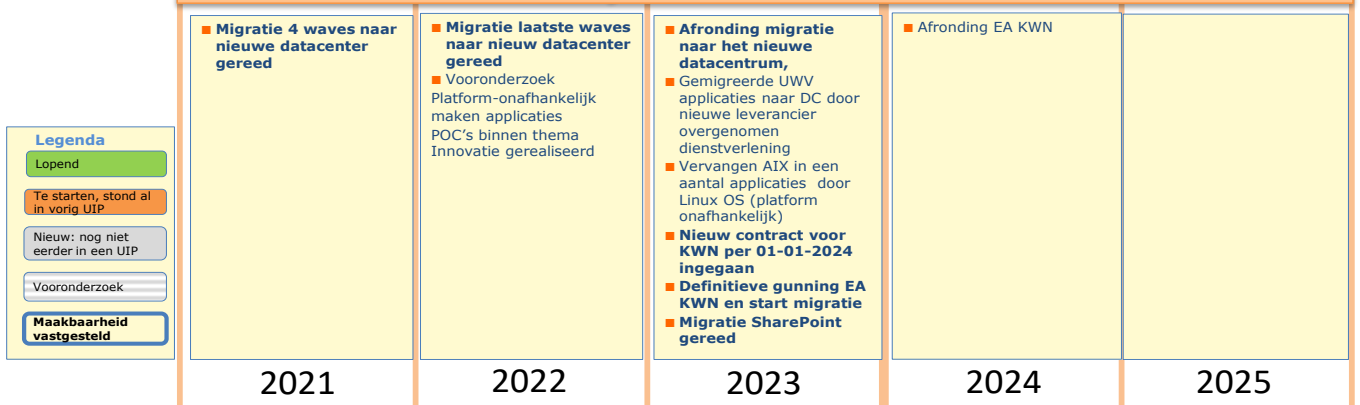 ■ Migratie 4 waves naar
nieuwe datacenter
gereed
■ Migratie laatste waves
naar nieuw datacenter
gereed
■ Vooronderzoek
Platform-onafhankelijk
maken applicaties
POC's binnen thema
Innovatie gerealiseerd
■ Afronding migratie
naar het nieuwe
datacentrum,
■ Gemigreerde UWV
applicaties naar DC door
nieuwe leverancier
overgenomen
dienstverlening
■ Vervangen AIX in een
aantal applicaties door
Linux OS (platform
onafhankelijk)
■ Nieuw contract voor
KWN per 01-01-2024
ingegaan
■ Definitieve gunning EA
KWN en start migratie
■ Migratie SharePoint
gereed
■ Afronding EA KWN
Legenda
Lopend
Te starten, stond al
in vorig UIP
Nieuw: nog niet
eerder in een UIP
Vooronderzoek
Maakbaarheid
vastgesteld
2021
2022
2023
2024
2025